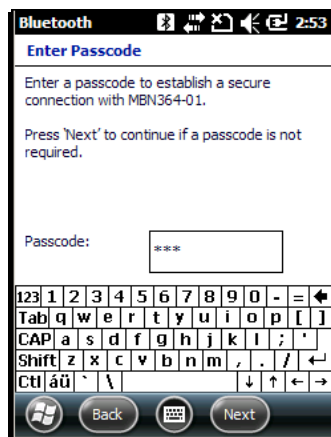 Bluetooth 2:53
Enter Passcode
Enter a passcode to establish a secure
connection with MBN364-01.
Press 'Next' to continue if a passcode is not
required.
Passcode: ***
123 1 2 3 4 5 6 7 8 9 0 - = 
Tab q w e r t y u i o p [ ]
CAP a s d f g h j k l ; '
Shift z x c v b n m , . / ↵
Ctl áü ` \ ↓ ↑ ← →
Back Next